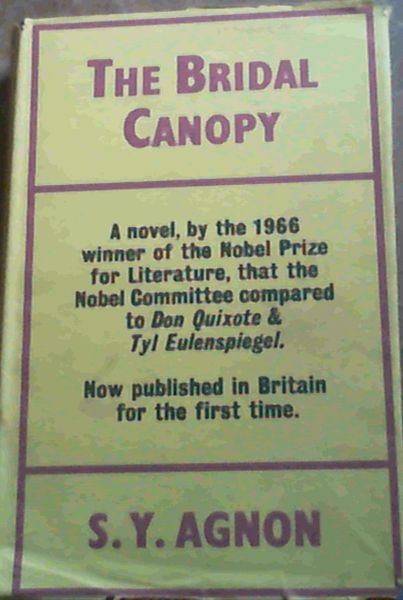 THE BRIDAL
CANOPY
A novel, by the 1966
winner of the Nobel Prize
for Literature, that the
Nobel Committee compared
to Don Quixote &
Tyl Eulenspiegel.
Now published in Britain
for the first time.
S. Y. AGNON